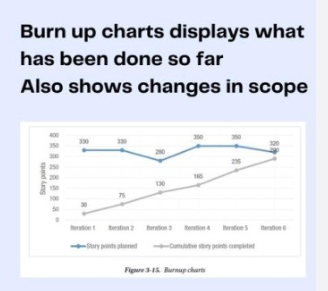 Burn up charts displays what
has been done so far
Also shows changes in scope
400
350
300
250
200
150
100
50
0
Story points
330 330 280 350 350 320
30 75 130 165 235 290
Iteration 1 Iteration 2 Iteration 3 Iteration 4 Iteration 5 Iteration 6
Story points planned Cumulative story points completed
Figure 3-15. Burnup charts